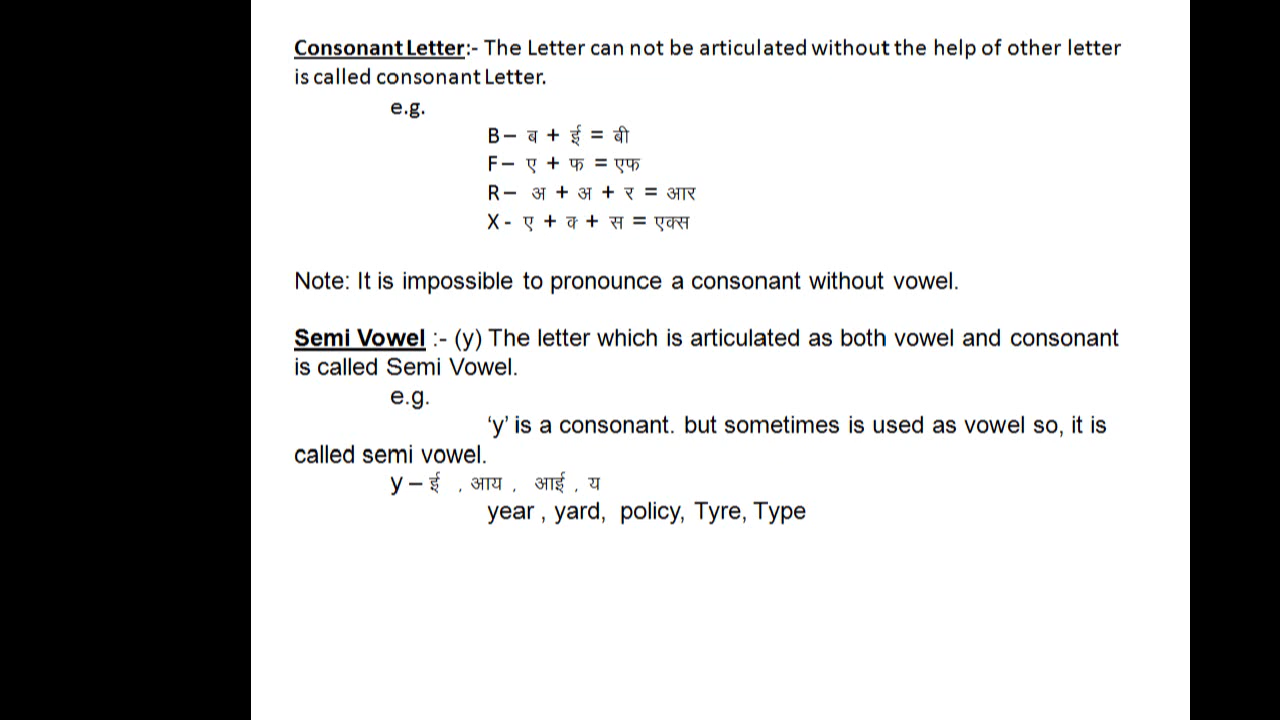 Consonant Letter:- The Letter can not be articulated without the help of other letter
is called consonant Letter.
e.g.
B – ब + ई = बी
F – ए + फ = एफ
R – अ + अ + र = आर
X - ए + क + स = एक्स
Note: It is impossible to pronounce a consonant without vowel.
Semi Vowel :- (y) The letter which is articulated as both vowel and consonant
is called Semi Vowel.
e.g.
‘y’ is a consonant. but sometimes is used as vowel so, it is
called semi vowel.
y – ई , आय , आई , य
year , yard, policy, Tyre, Type